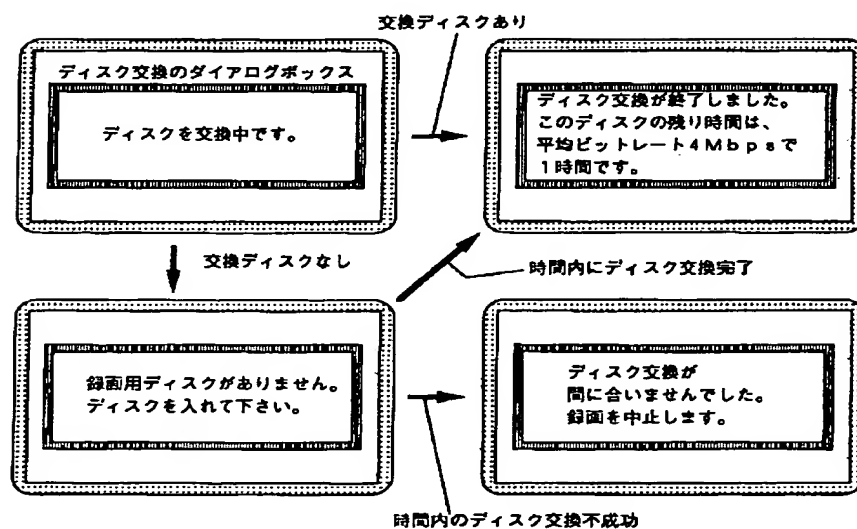 交換ディスクあり
ディスク交換のダイアログボックス
ディスクを交換中です。
ディスク交換が終了しました。
このディスクの残り時間は、
平均ビットレート4Mbpsで
1時間です。
交換ディスクなし
時間内にディスク交換完了
録画用ディスクがありません。
ディスクを入れて下さい。
ディスク交換が
間に合いませんでした。
録画を中止します。
時間内のディスク交換不成功